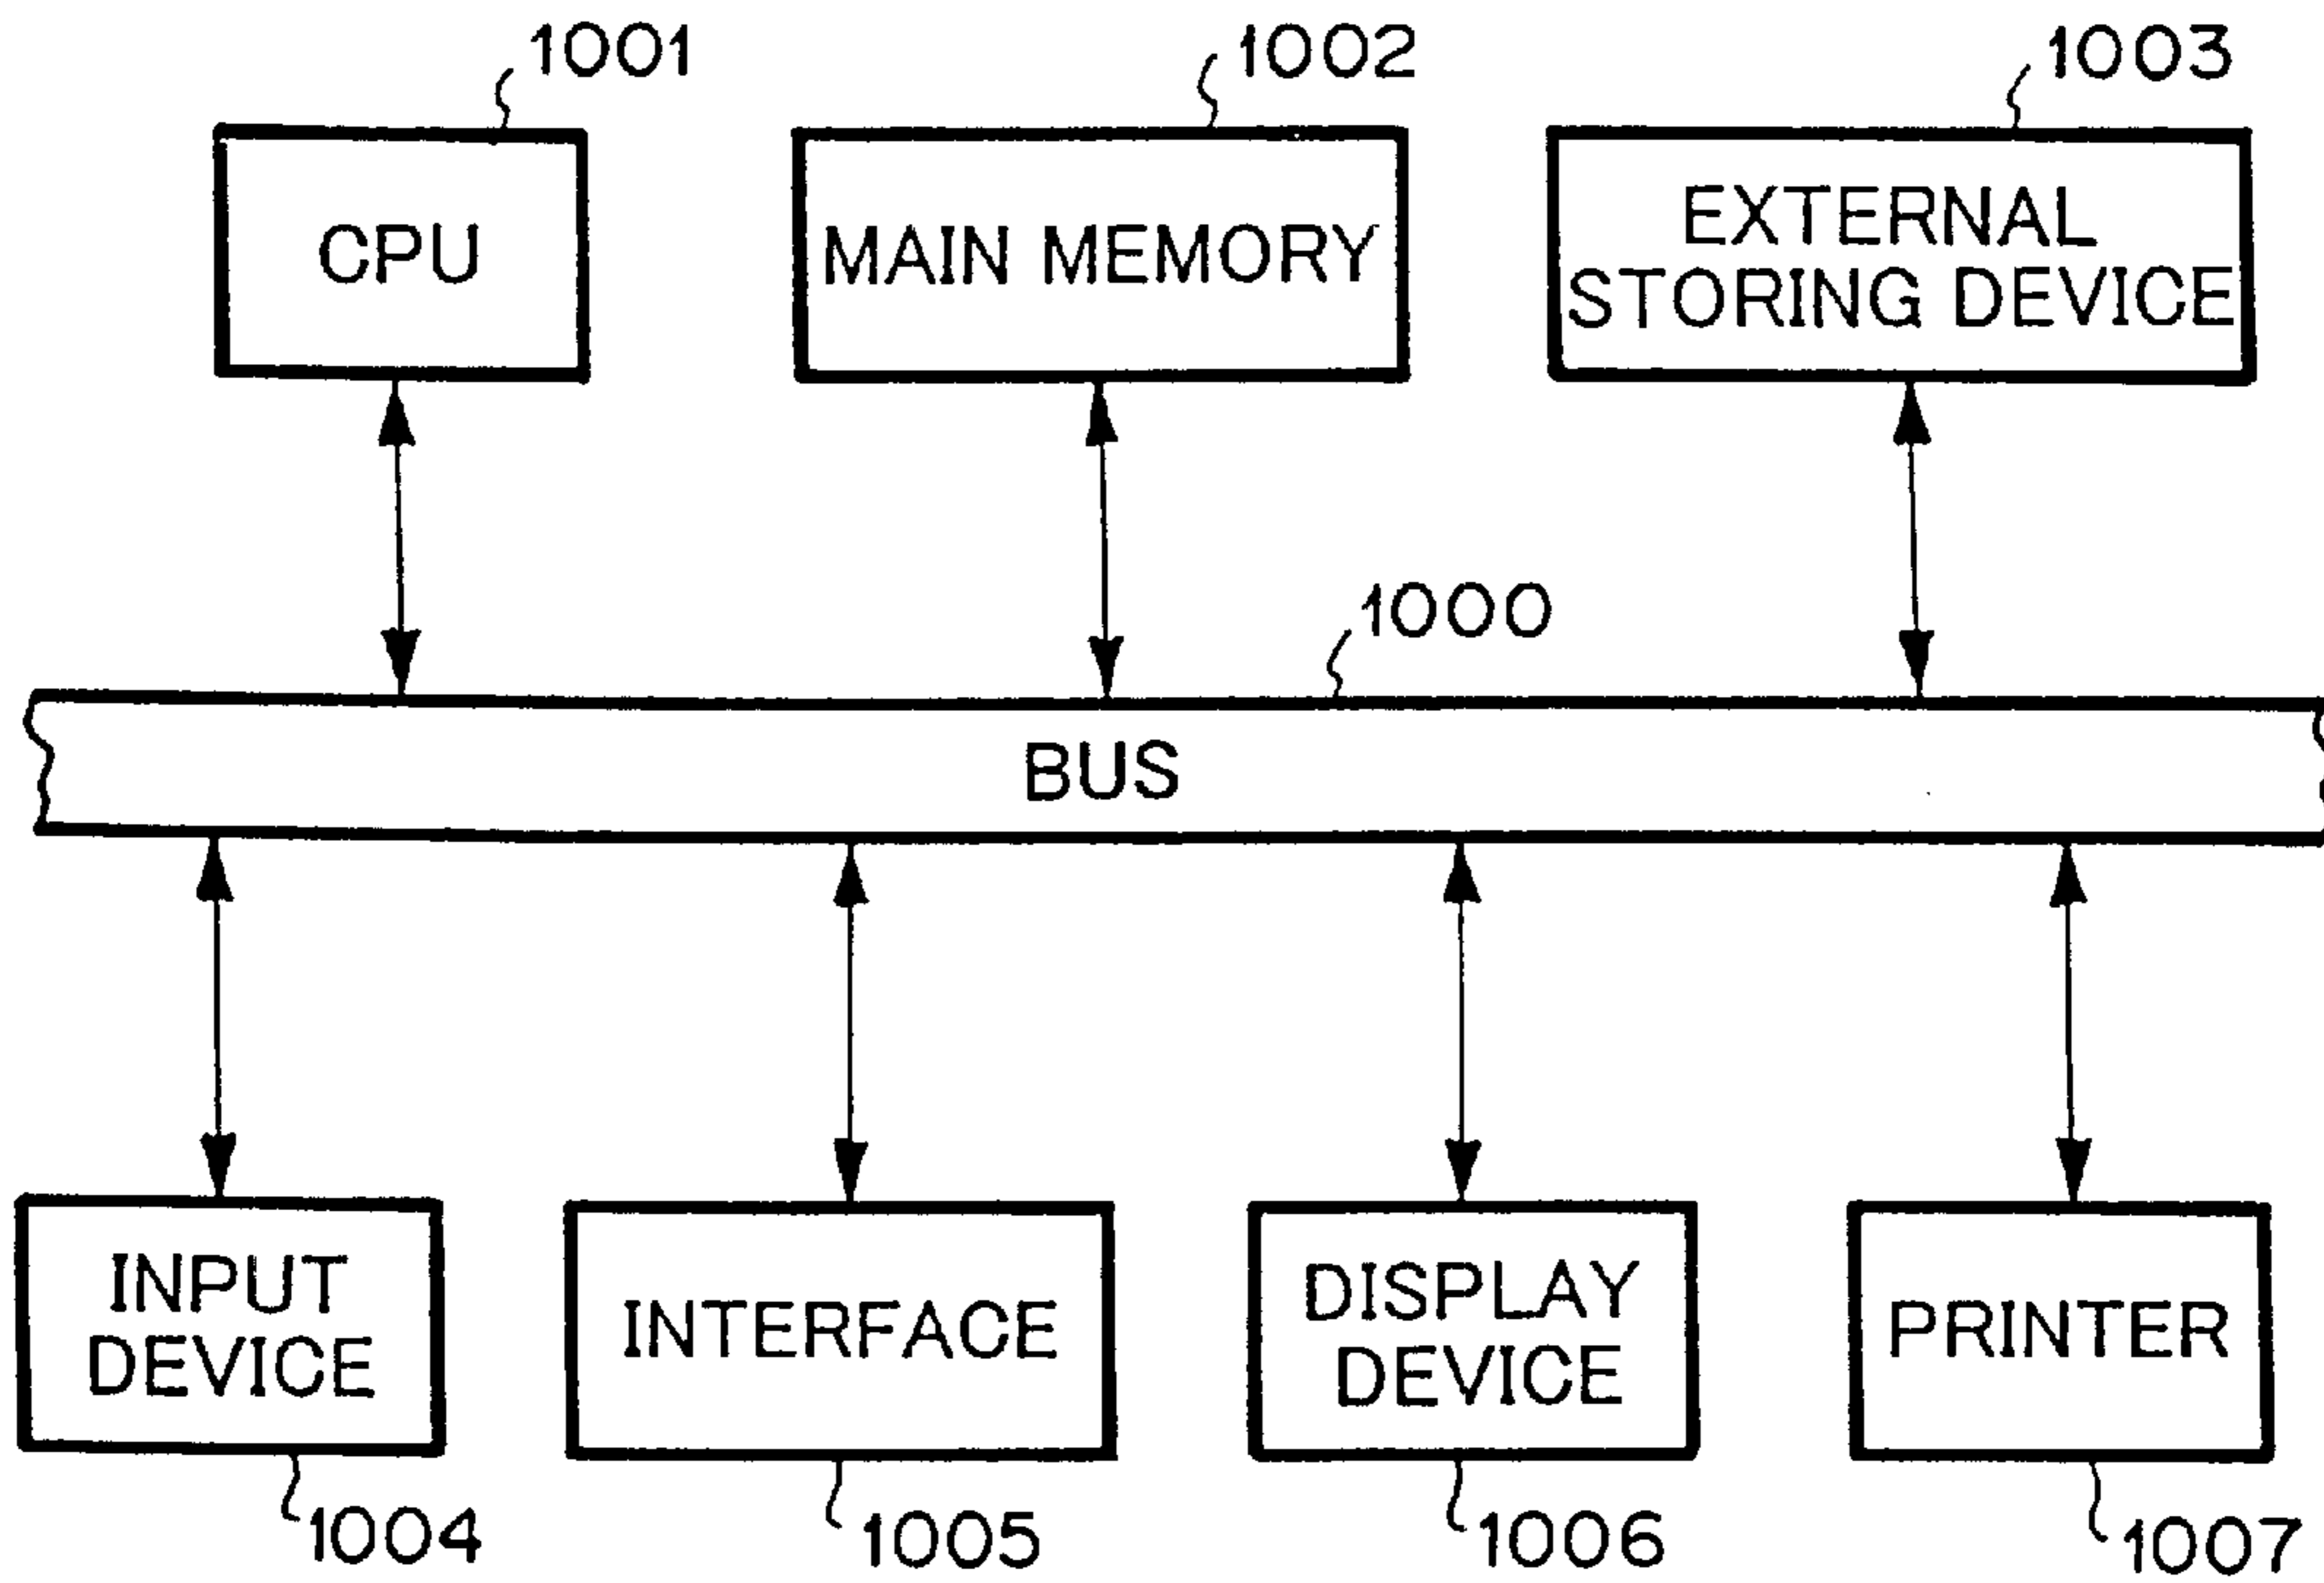 1001
1002
1003
CPU
MAIN MEMORY
EXTERNAL
STORING DEVICE
1000
BUS
INPUT
DEVICE
INTERFACE
DISPLAY
DEVICE
PRINTER
1004
1005
1006
1007